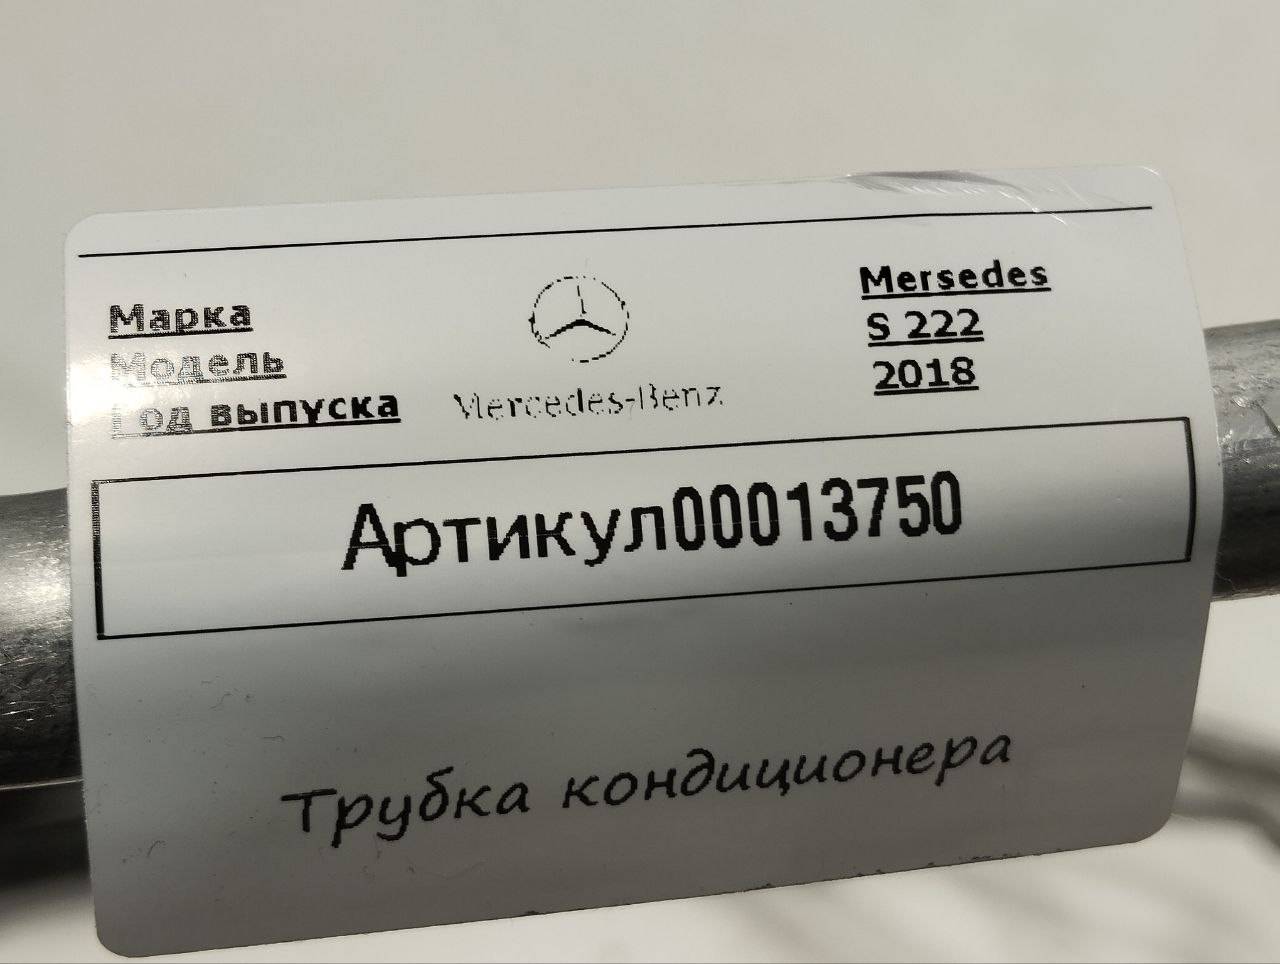 Марка Mersedes
Модель S 222
Год выпуска 2018
Mercedes-Benz
Артикул00013750
Трубка кондиционера